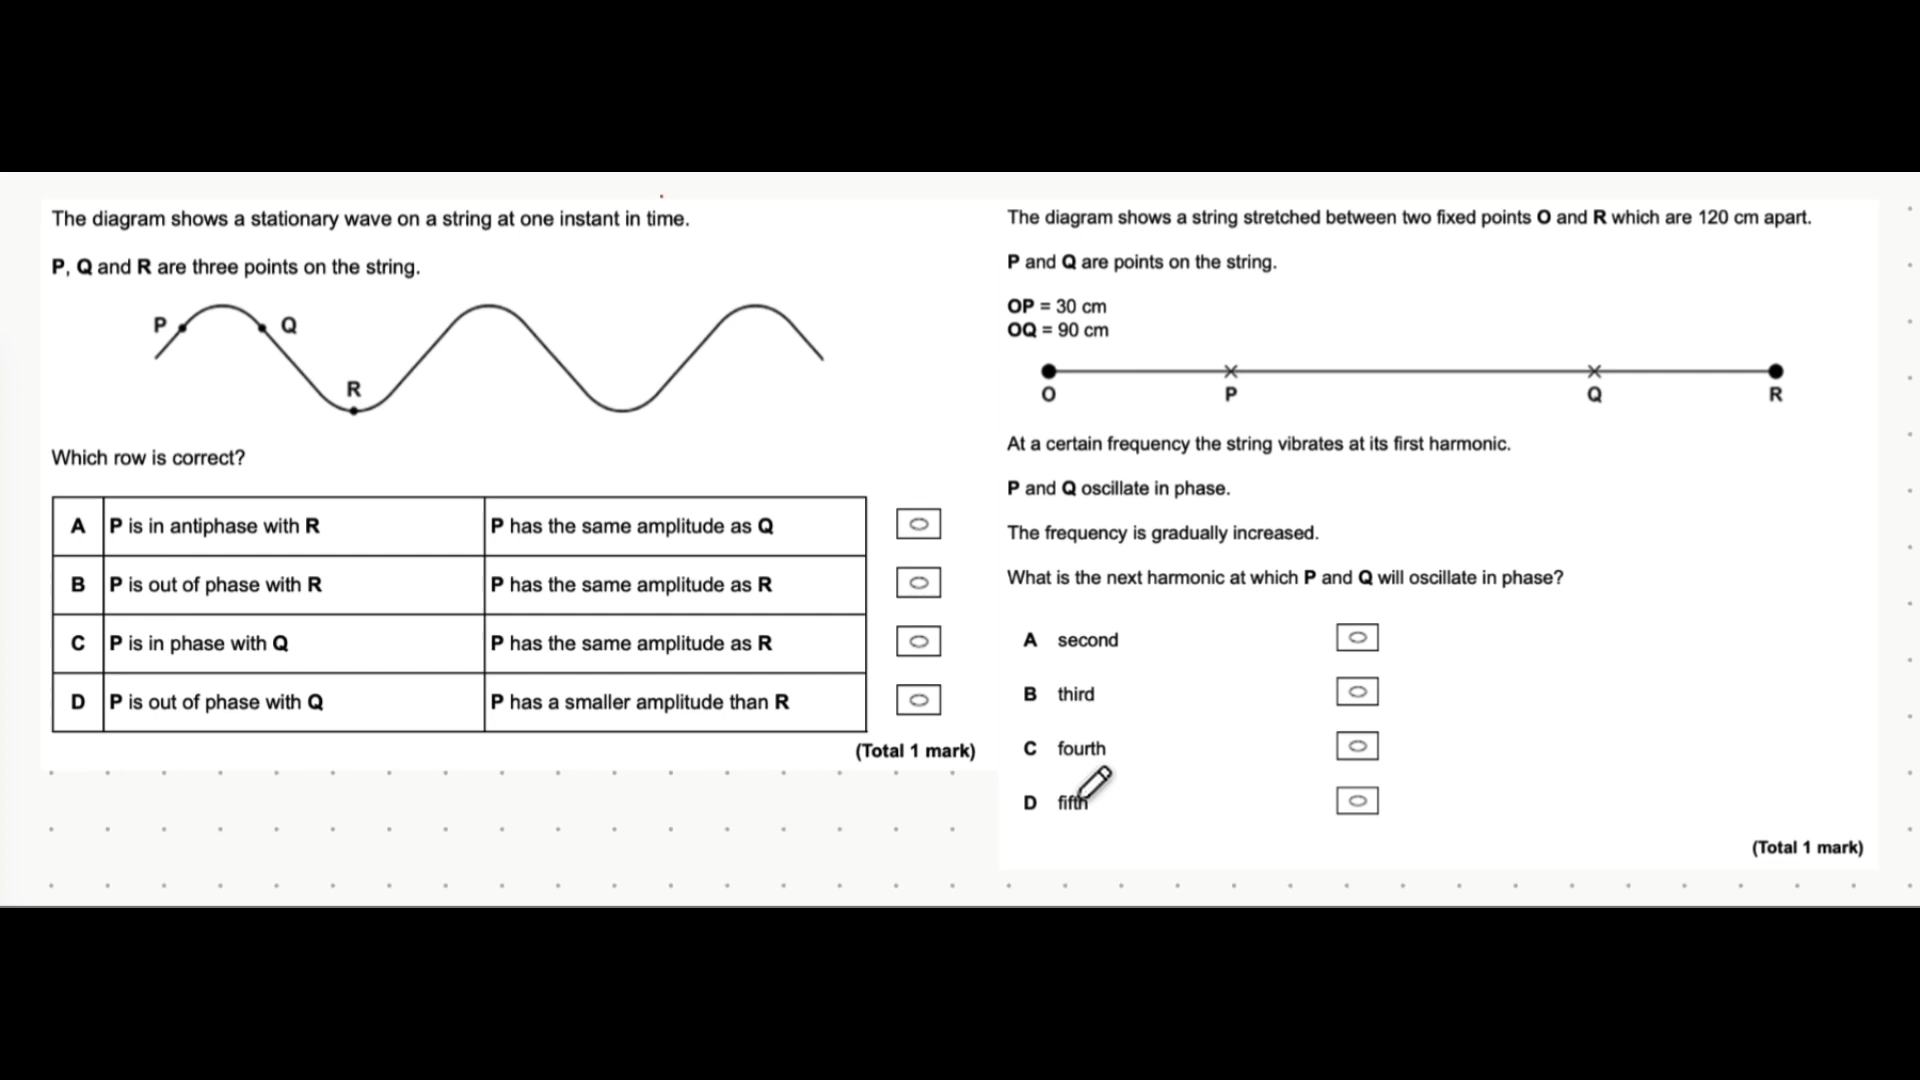 The diagram shows a stationary wave on a string at one instant in time.
P, Q and R are three points on the string.
P
Q
R
Which row is correct?
A P is in antiphase with R P has the same amplitude as Q
B P is out of phase with R P has the same amplitude as R
C P is in phase with Q P has the same amplitude as R
D P is out of phase with Q P has a smaller amplitude than R
(Total 1 mark)
The diagram shows a string stretched between two fixed points O and R which are 120 cm apart.
P and Q are points on the string.
OP = 30 cm
OQ = 90 cm
O P Q R
At a certain frequency the string vibrates at its first harmonic.
P and Q oscillate in phase.
The frequency is gradually increased.
What is the next harmonic at which P and Q will oscillate in phase?
A second
B third
C fourth
D fifth
(Total 1 mark)